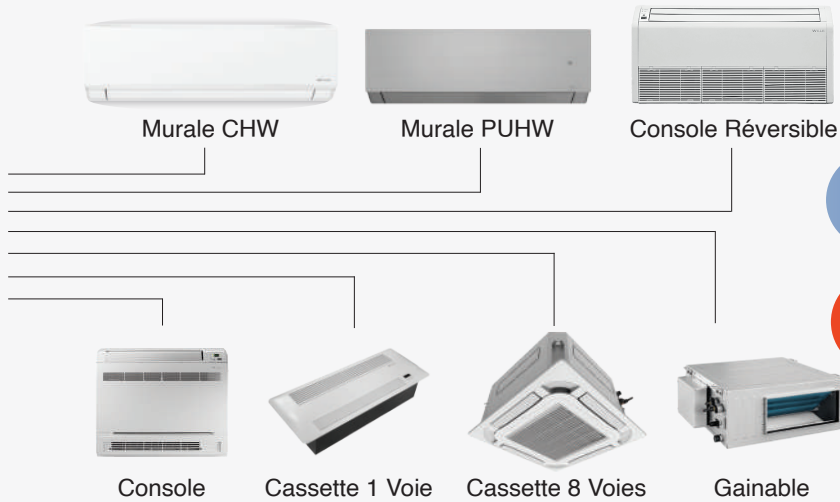 Murale CHW
Murale PUHW
Console Réversible
Console
Cassette 1 Voie
Cassette 8 Voies
Gainable